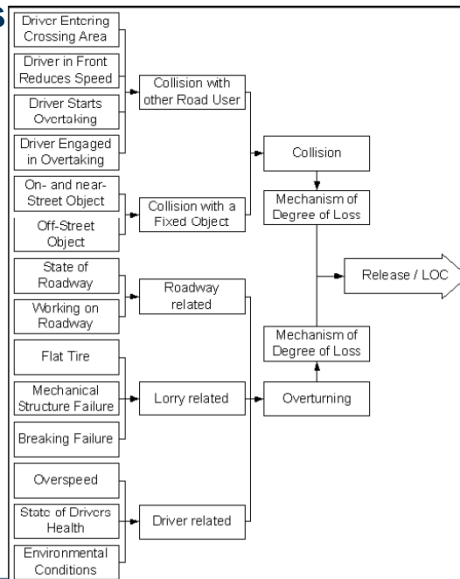 S
Driver Entering
Crossing Area
Driver in Front
Reduces Speed
Driver Starts
Overtaking
Driver Engaged
in Overtaking
On- and near-
Street Object
Off-Street
Object
State of
Roadway
Working on
Roadway
Flat Tire
Mechanical
Structure Failure
Breaking Failure
Overspeed
State of Drivers
Health
Environmental
Conditions
Collision with
other Road User
Collision with a
Fixed Object
Roadway
related
Lorry related
Driver related
Collision
Mechanism of
Degree of Loss
Mechanism of
Degree of Loss
Overturning
Release / LOC